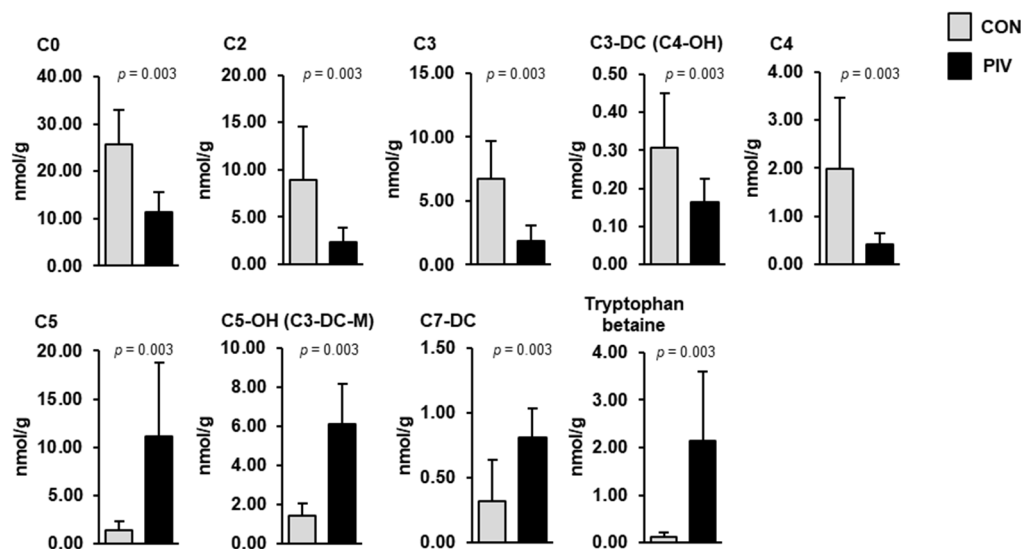 CON
PIV
C0
p = 0.003
40.00
30.00
20.00
10.00
0.00
nmol/g
C2
p = 0.003
20.00
15.00
10.00
5.00
0.00
nmol/g
C3
p = 0.003
15.00
10.00
5.00
0.00
nmol/g
C3-DC (C4-OH)
p = 0.003
0.50
0.40
0.30
0.20
0.10
0.00
nmol/g
C4
p = 0.003
4.00
3.00
2.00
1.00
0.00
nmol/g
C5
p = 0.003
20.00
15.00
10.00
5.00
0.00
nmol/g
C5-OH (C3-DC-M)
p = 0.003
10.00
8.00
6.00
4.00
2.00
0.00
nmol/g
C7-DC
p = 0.003
1.50
1.00
0.50
0.00
nmol/g
Tryptophan
betaine
p = 0.003
4.00
3.00
2.00
1.00
0.00
nmol/g